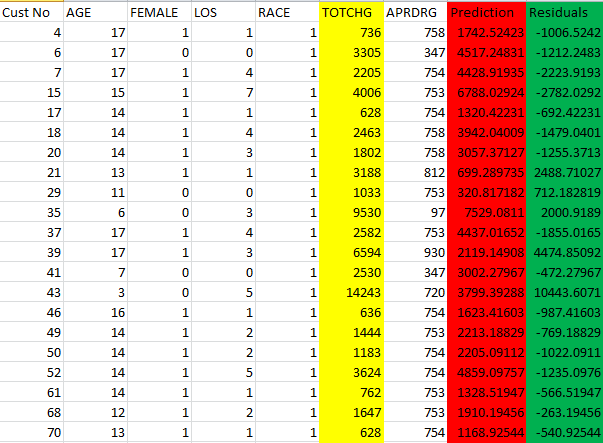 Cust No AGE FEMALE LOS RACE TOTCHG APRDRG Prediction Residuals
4 17 1 1 1 736 758 1742.52423 -1006.5242
6 17 0 0 1 3305 347 4517.24831 -1212.2483
7 17 1 4 1 2205 754 4428.91935 -2223.9193
15 15 1 7 1 4006 753 6788.02924 -2782.0292
17 14 1 1 1 628 754 1320.42231 -692.42231
18 14 1 4 1 2463 758 3942.04009 -1479.0401
20 14 1 3 1 1802 758 3057.37127 -1255.3713
21 13 1 1 1 3188 812 699.289735 2488.71027
29 11 0 0 1 1033 753 320.817182 712.182819
35 6 0 3 1 9530 97 7529.0811 2000.9189
37 17 1 4 1 2582 753 4437.01652 -1855.0165
39 17 1 3 1 6594 930 2119.14908 4474.85092
41 7 0 0 1 2530 347 3002.27967 -472.27967
43 3 0 5 1 14243 720 3799.39288 10443.6071
46 16 1 1 1 636 754 1623.41603 -987.41603
49 14 1 2 1 1444 753 2213.18829 -769.18829
50 14 1 2 1 1183 754 2205.09112 -1022.0911
52 14 1 5 1 3624 754 4859.09757 -1235.0976
61 14 1 1 1 762 753 1328.51947 -566.51947
68 12 1 2 1 1647 753 1910.19456 -263.19456
70 13 1 1 1 628 754 1168.92544 -540.92544